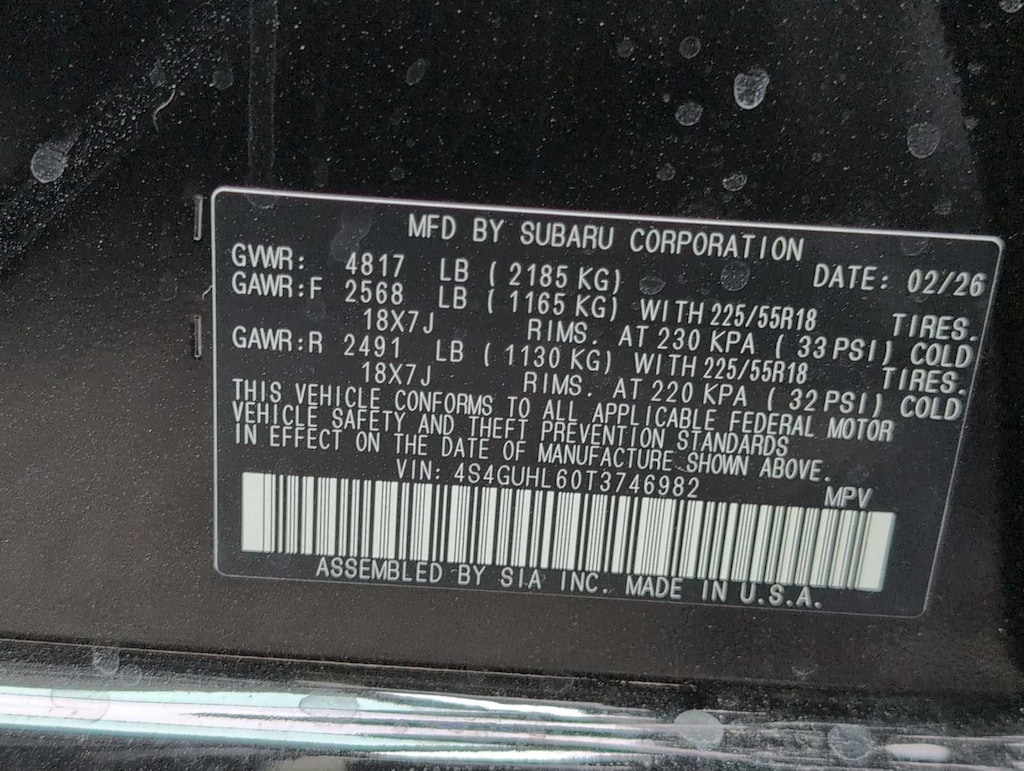 MFD BY SUBARU CORPORATION
GVWR: 4817 LB (2185 KG) DATE: 02/26
GAWR:F 2568 LB (1165 KG) WITH 225/55R18 TIRES.
18X7J RIMS. AT 230 KPA (33 PSI) COLD
GAWR:R 2491 LB (1130 KG) WITH 225/55R18 TIRES.
18X7J RIMS. AT 220 KPA (32 PSI) COLD
THIS VEHICLE CONFORMS TO ALL APPLICABLE FEDERAL MOTOR
VEHICLE SAFETY AND THEFT PREVENTION STANDARDS
IN EFFECT ON THE DATE OF MANUFACTURE SHOWN ABOVE.
VIN: 4S4GUHL60T3746982 MPV
ASSEMBLED BY SIA INC. MADE IN U.S.A.